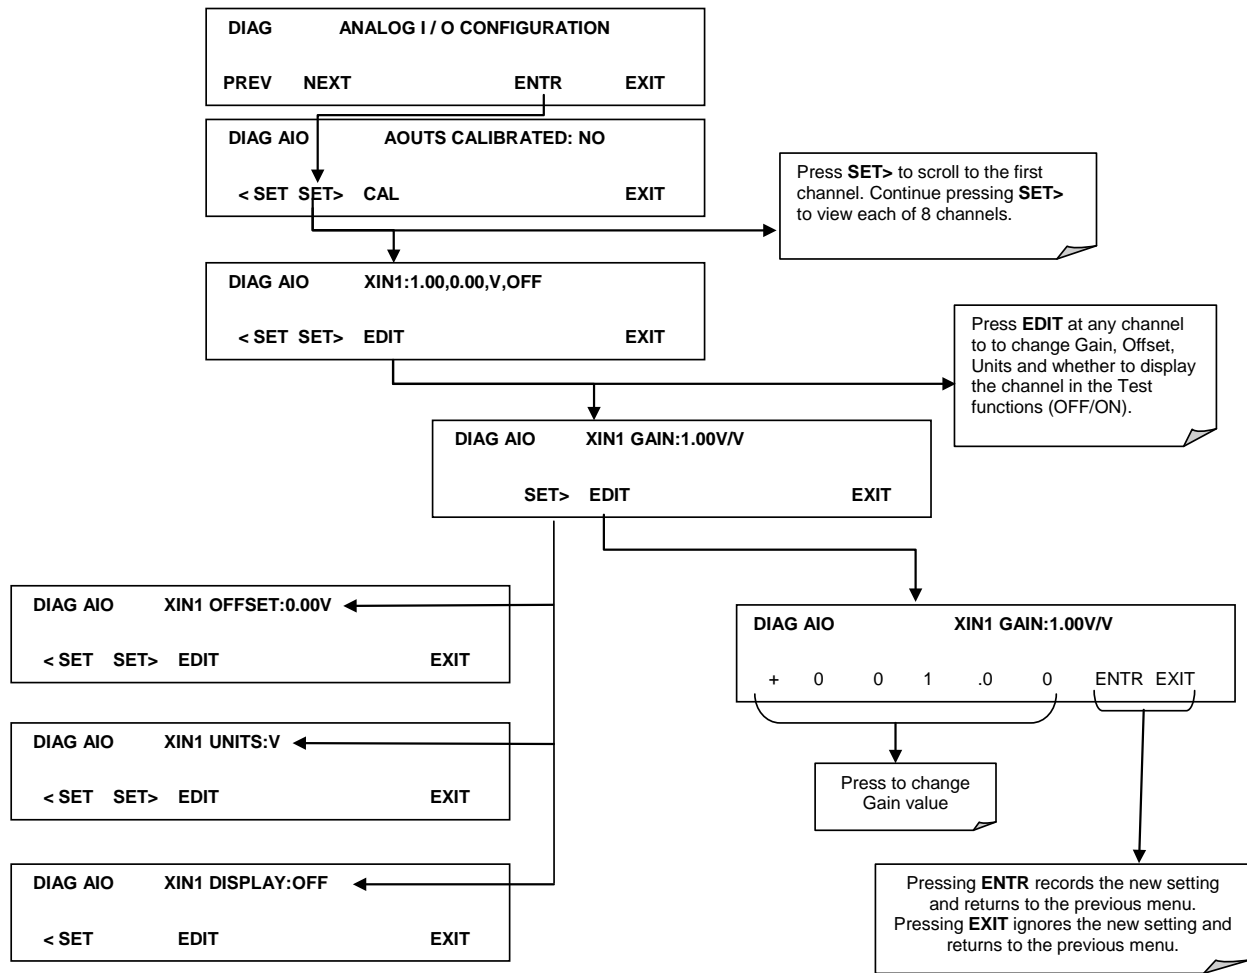 DIAG ANALOG I / O CONFIGURATION
PREV NEXT ENTR EXIT
DIAG AIO AOUTS CALIBRATED: NO
< SET SET> CAL EXIT
Press SET> to scroll to the first
channel. Continue pressing SET>
to view each of 8 channels.
DIAG AIO XIN1:1.00,0.00,V,OFF
< SET SET> EDIT EXIT
Press EDIT at any channel
to to change Gain, Offset,
Units and whether to display
the channel in the Test
functions (OFF/ON).
DIAG AIO XIN1 GAIN:1.00V/V
SET> EDIT EXIT
DIAG AIO XIN1 OFFSET:0.00V
< SET SET> EDIT EXIT
DIAG AIO XIN1 GAIN:1.00V/V
+ 0 0 1 .0 0 ENTR EXIT
DIAG AIO XIN1 UNITS:V
< SET SET> EDIT EXIT
Press to change
Gain value
DIAG AIO XIN1 DISPLAY:OFF
< SET EDIT EXIT
Pressing ENTR records the new setting
and returns to the previous menu.
Pressing EXIT ignores the new setting and
returns to the previous menu.